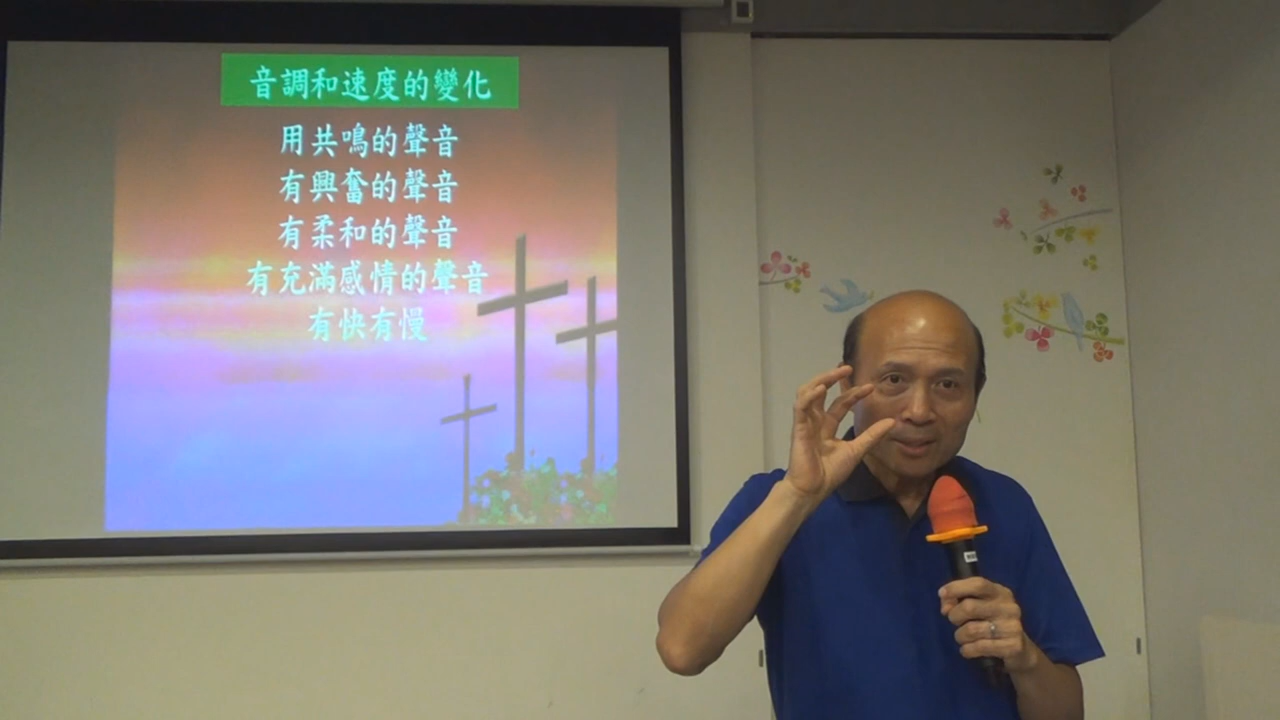 音調和速度的變化
用共鳴的聲音
有興奮的聲音
有柔和的聲音
有充滿感情的聲音
有快有慢